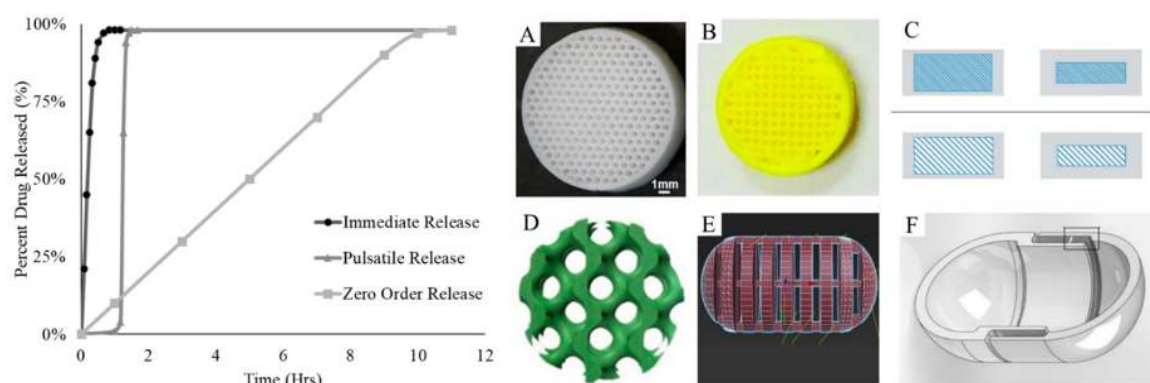 100%
75%
50%
25%
0%
Percent Drug Released (%)
0
2
4
6
8
10
12
Time (Hrs)
Immediate Release
Pulsatile Release
Zero Order Release
A
1mm
B
C
D
E
F